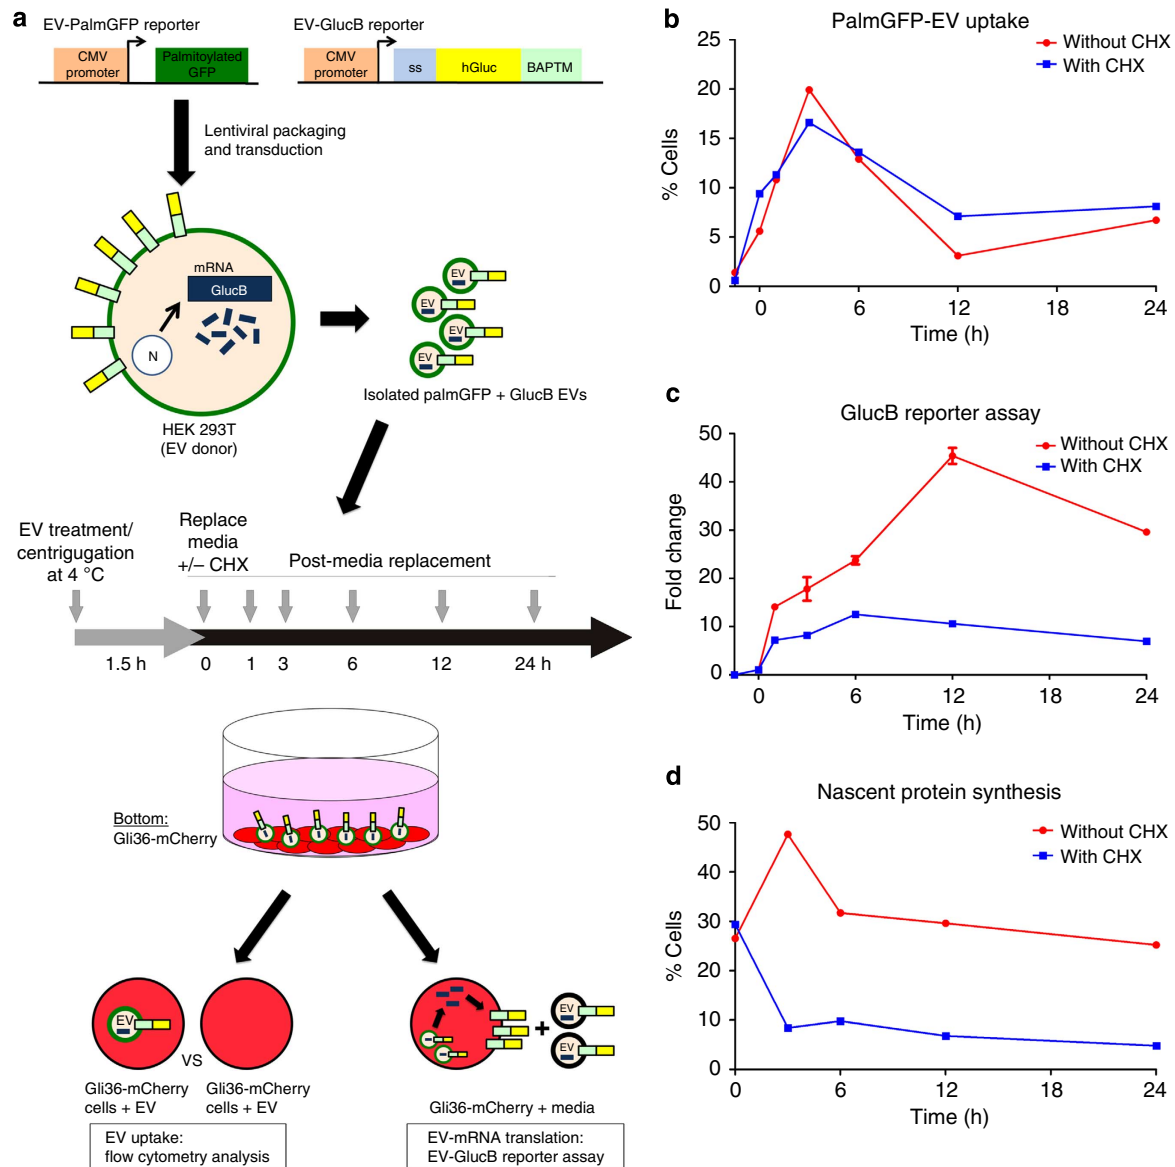 a
EV-PalmGFP reporter
CMV
promoter
Palmitoylated
GFP
EV-GlucB reporter
CMV
promoter
ss
hGluc
BAPTM
Lentiviral packaging
and transduction
mRNA
GlucB
N
HEK 293T
(EV donor)
EV
EV
EV
EV
Isolated palmGFP + GlucB EVs
EV treatment/
centrigugation
at 4 °C
Replace
media
+/– CHX
Post-media replacement
1.5 h
0
1
3
6
12
24 h
Bottom:
Gli36-mCherry
EV
VS
Gli36-mCherry
cells + EV
Gli36-mCherry
cells + EV
EV uptake:
flow cytometry analysis
+
EV
EV
Gli36-mCherry + media
EV-mRNA translation:
EV-GlucB reporter assay
b
PalmGFP-EV uptake
Without CHX
With CHX
% Cells
25
20
15
10
5
0
0
6
12
18
24
Time (h)
c
GlucB reporter assay
Without CHX
With CHX
Fold change
50
40
30
20
10
0
0
6
12
18
24
Time (h)
d
Nascent protein synthesis
Without CHX
With CHX
% Cells
50
40
30
20
10
0
0
6
12
18
24
Time (h)